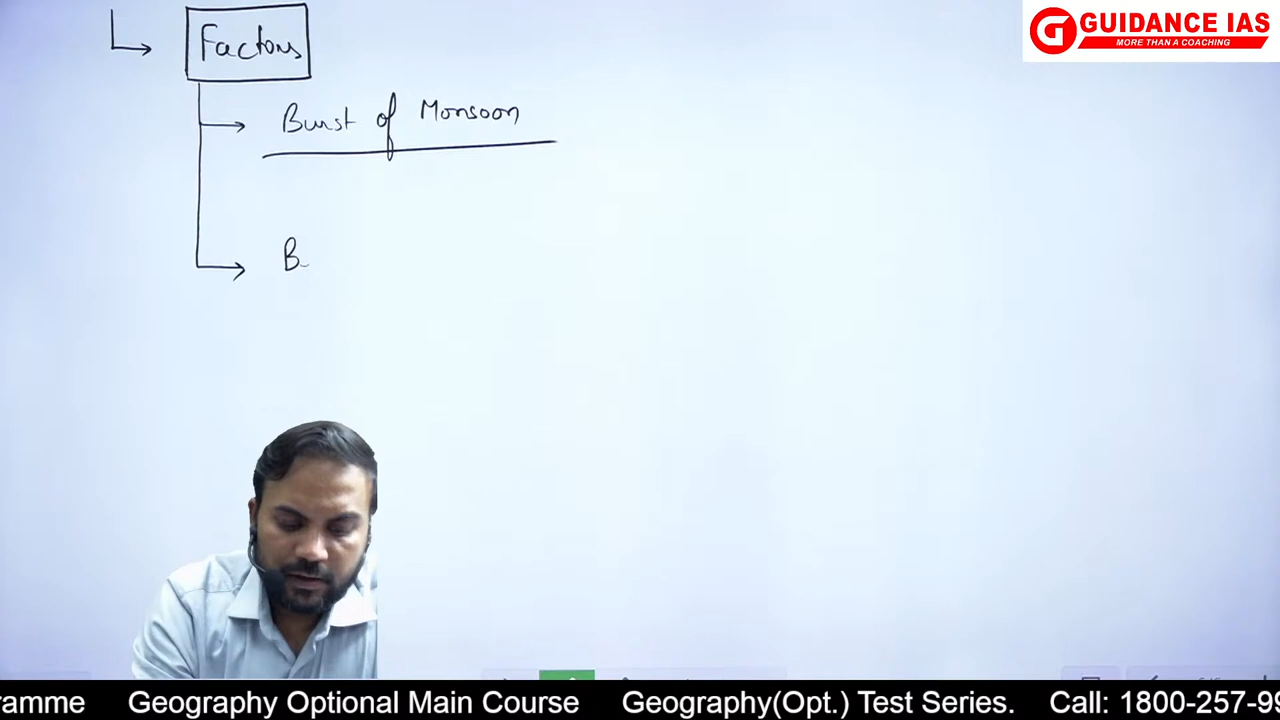 GUIDANCE IAS
MORE THAN A COACHING
Factors
Burst of Monsoon
B
ramme Geography Optional Main Course Geography(Opt.) Test Series. Call: 1800-257-99